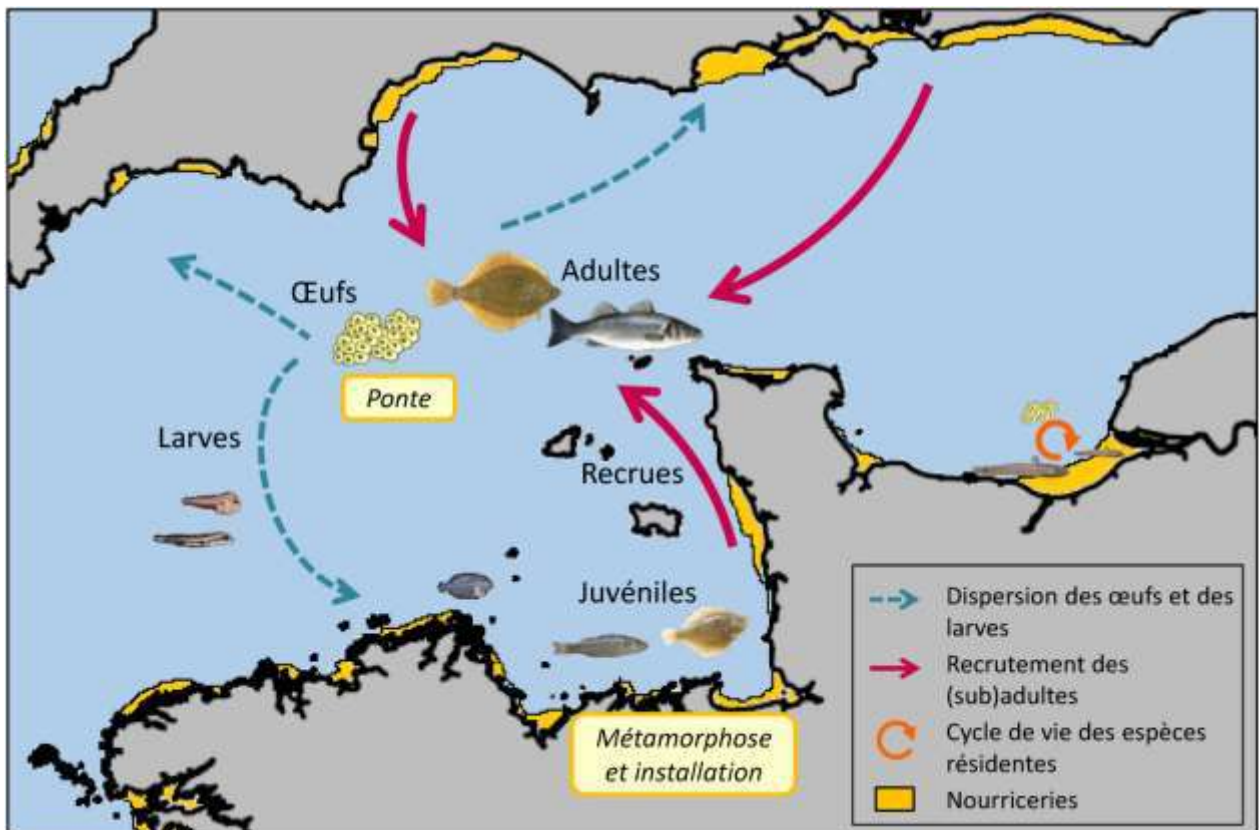 Adultes
Œufs
Ponte
Larves
Recrues
Juvéniles
Métamorphose
et installation
Dispersion des œufs et des
larves
Recrutement des
(sub)adultes
Cycle de vie des espèces
résidentes
Nourriceries